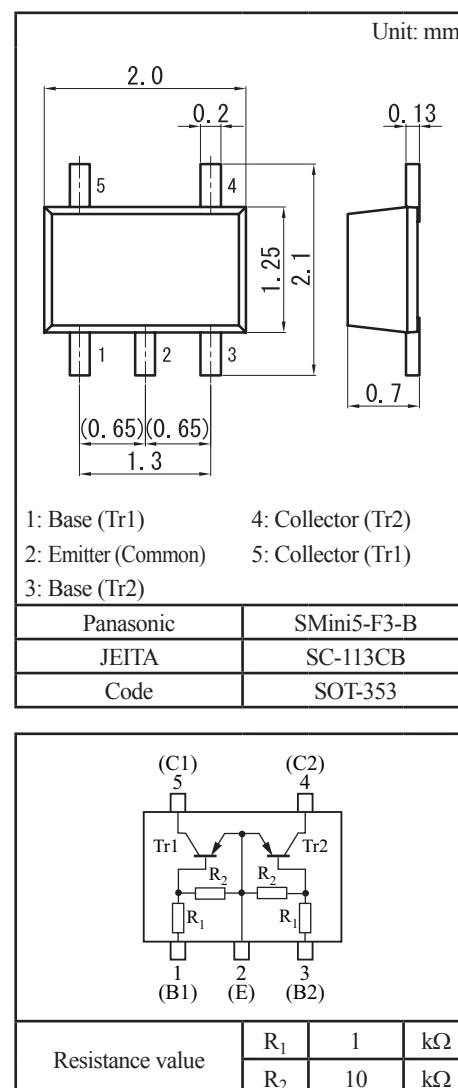 Unit: mm
2.0
0.2
0.13
5
4
1.25
2.1
1
2
3
0.7
(0.65)(0.65)
1.3
1: Base (Tr1) 4: Collector (Tr2)
2: Emitter (Common) 5: Collector (Tr1)
3: Base (Tr2)
Panasonic SMini5-F3-B
JEITA SC-113CB
Code SOT-353
(C1) (C2)
5 4
Tr1 Tr2
R2 R2
R1 R1
1 2 3
(B1) (E) (B2)
Resistance value
R1 1 kΩ
R2 10 kΩ